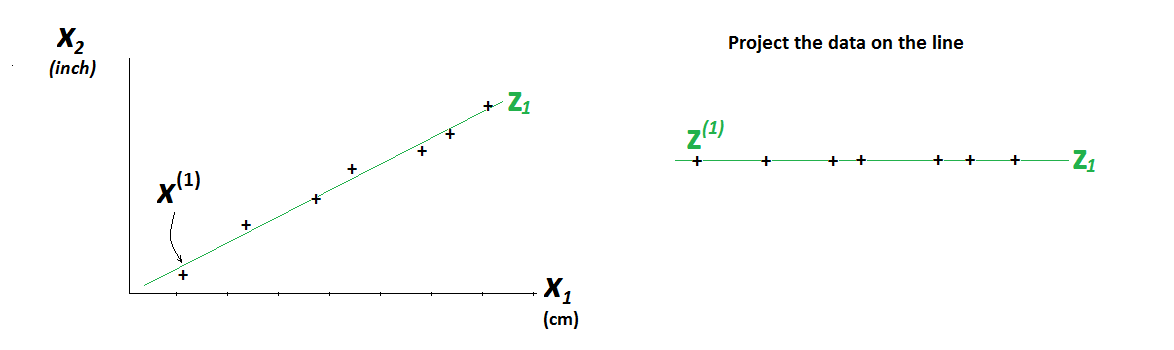 X₂
(inch)
Z₁
X⁽¹⁾
X₁
(cm)
Project the data on the line
Z⁽¹⁾
Z₁